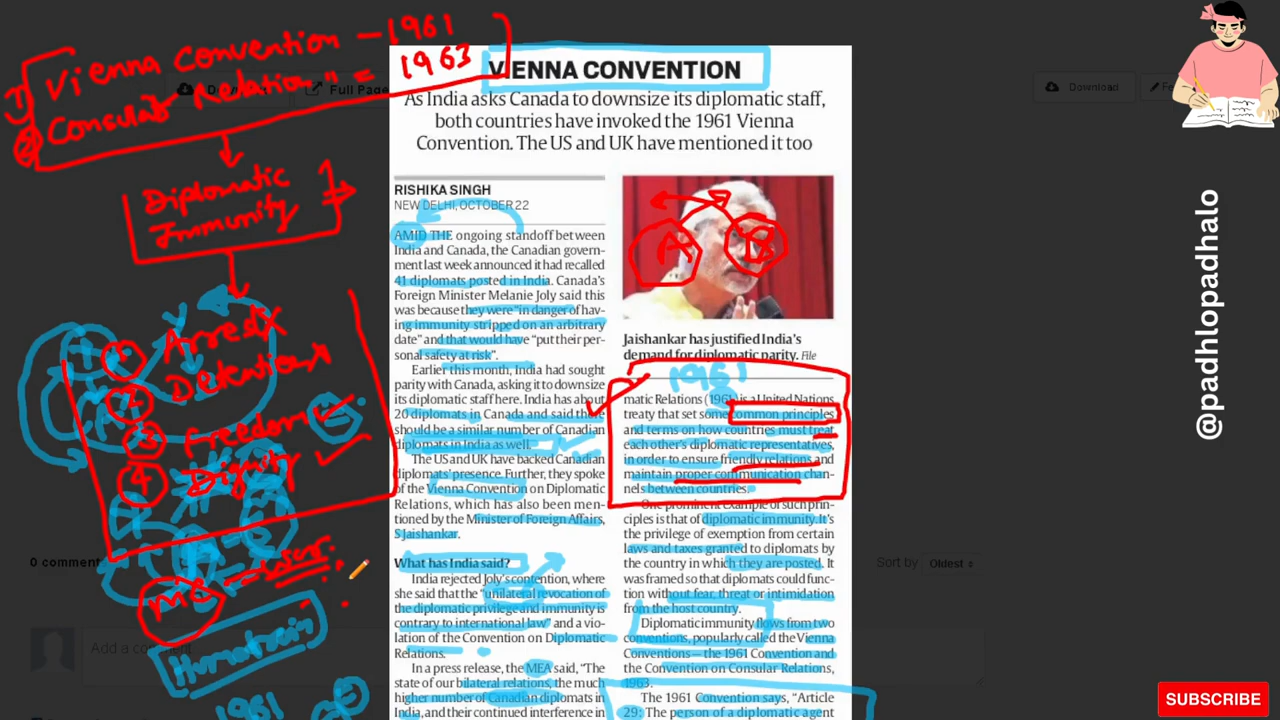 1) Vienna Convention - 1961
2) Consular Relation" = 1963
Diplomatic
Immunity
1 Arrest
2 Detention
3 Freedom
4 Dignity
1961
Full Page
Download
VIENNA CONVENTION
As India asks Canada to downsize its diplomatic staff,
both countries have invoked the 1961 Vienna
Convention. The US and UK have mentioned it too
RISHIKA SINGH
NEW DELHI, OCTOBER 22
AMID THE ongoing standoff between
India and Canada, the Canadian govern-
ment last week announced it had recalled
41 diplomats posted in India. Canada's
Foreign Minister Melanie Joly said this
was because they were "in danger of hav-
ing immunity stripped on an arbitrary
date" and that would have "put their per-
sonal safety at risk".
Earlier this month, India had sought
parity with Canada, asking it to downsize
its diplomatic staff here. India has about
20 diplomats in Canada and said there
should be a similar number of Canadian
diplomats in India as well.
The US and UK have backed Canadian
diplomats' presence. Further, they spoke
of the Vienna Convention on Diplomatic
Relations, which has also been men-
tioned by the Minister of Foreign Affairs,
S Jaishankar.
What has India said?
India rejected Joly's contention, where
she said that the "unilateral revocation of
the diplomatic privilege and immunity is
contrary to international law" and a vio-
lation of the Convention on Diplomatic
Relations.
In a press release, the MEA said, "The
state of our bilateral relations, the much
higher number of Canadian diplomats in
India, and their continued interference in
A
B
Jaishankar has justified India's
demand for diplomatic parity. File
1961
matic Relations (1961) is a United Nations
treaty that set some common principles
and terms on how countries must treat
each other's diplomatic representatives,
in order to ensure friendly relations and
maintain proper communication chan-
nels between countries.
One prominent example of such prin-
ciples is that of diplomatic immunity. It's
the privilege of exemption from certain
laws and taxes granted to diplomats by
the country in which they are posted. It
was framed so that diplomats could func-
tion without fear, threat or intimidation
from the host country.
Diplomatic immunity flows from two
conventions, popularly called the Vienna
Conventions — the 1961 Convention and
the Convention on Consular Relations,
1963.
The 1961 Convention says, "Article
29: The person of a diplomatic agent
0 comment
Add a comment
Sort by Oldest
@padhlopadhalo
SUBSCRIBE